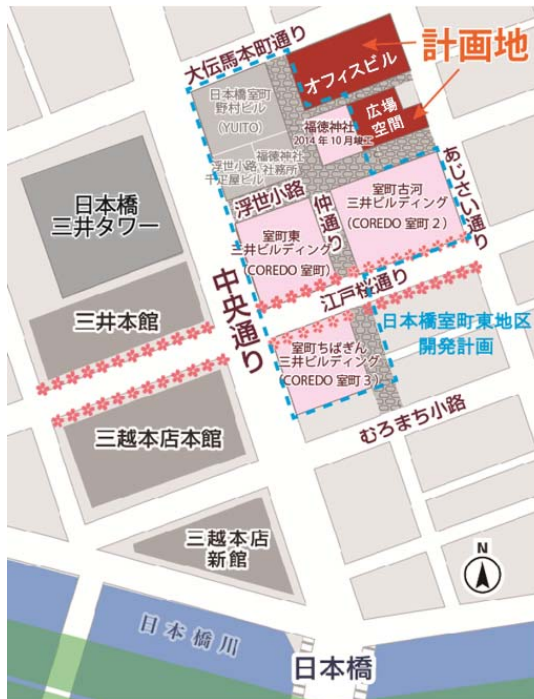 大伝馬本町通り
計画地
オフィスビル
日本橋室町
野村ビル
(YUITO)
福徳神社
2014年10月竣工
広場
空間
浮世小路
千疋屋ビル
福徳神社
社務所
あじさい通り
浮世小路
仲通り
室町古河
三井ビルディング
(COREDO 室町2)
日本橋
三井タワー
室町東
三井ビルディング
(COREDO 室町)
中央通り
江戸桜通り
三井本館
日本橋室町東地区
開発計画
室町ちばぎん
三井ビルディング
(COREDO 室町3)
三越本店本館
むろまち小路
三越本店
新館
N
日本橋川
日本橋